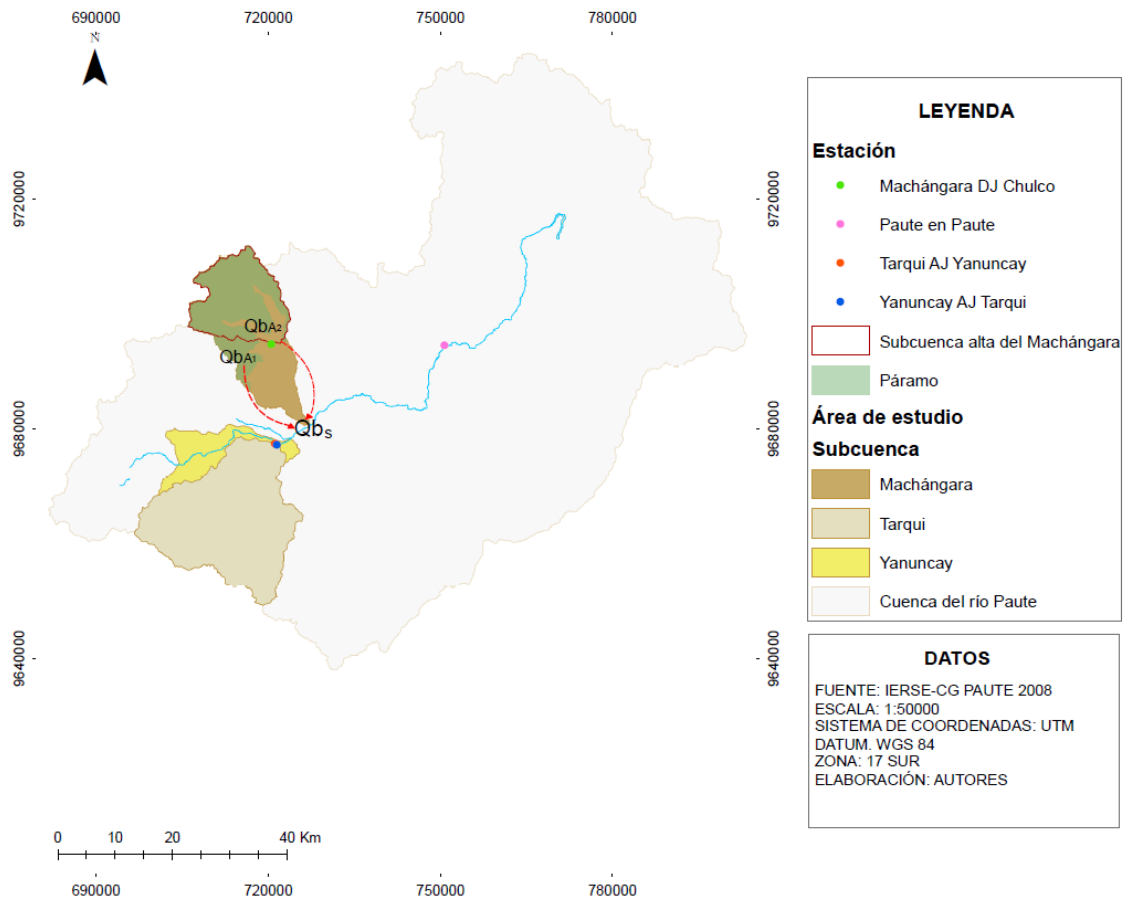 690000 720000 750000 780000
N
9720000 9720000
9680000 9680000
9640000 9640000
QbA2
QbA1
Qbs
0 10 20 40 Km
690000 720000 750000 780000
LEYENDA
Estación
Machángara DJ Chulco
Paute en Paute
Tarqui AJ Yanuncay
Yanuncay AJ Tarqui
Subcuenca alta del Machángara
Páramo
Área de estudio
Subcuenca
Machángara
Tarqui
Yanuncay
Cuenca del río Paute
DATOS
FUENTE: IERSE-CG PAUTE 2008
ESCALA: 1:50000
SISTEMA DE COORDENADAS: UTM
DATUM. WGS 84
ZONA: 17 SUR
ELABORACIÓN: AUTORES